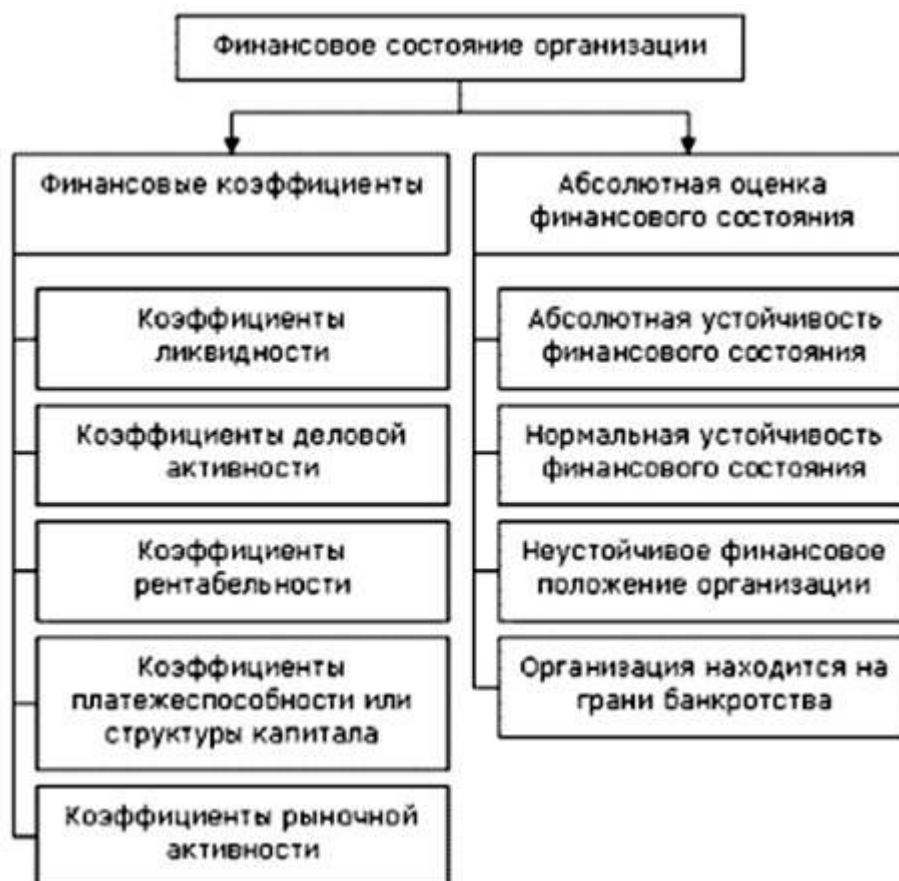 Финансовое состояние организации
Финансовые коэффициенты
Коэффициенты
ликвидности
Коэффициенты деловой
активности
Коэффициенты
рентабельности
Коэффициенты
платежеспособности или
структуры капитала
Коэффициенты рыночной
активности
Абсолютная оценка
финансового состояния
Абсолютная устойчивость
финансового состояния
Нормальная устойчивость
финансового состояния
Неустойчивое финансовое
положение организации
Организация находится на
грани банкротства